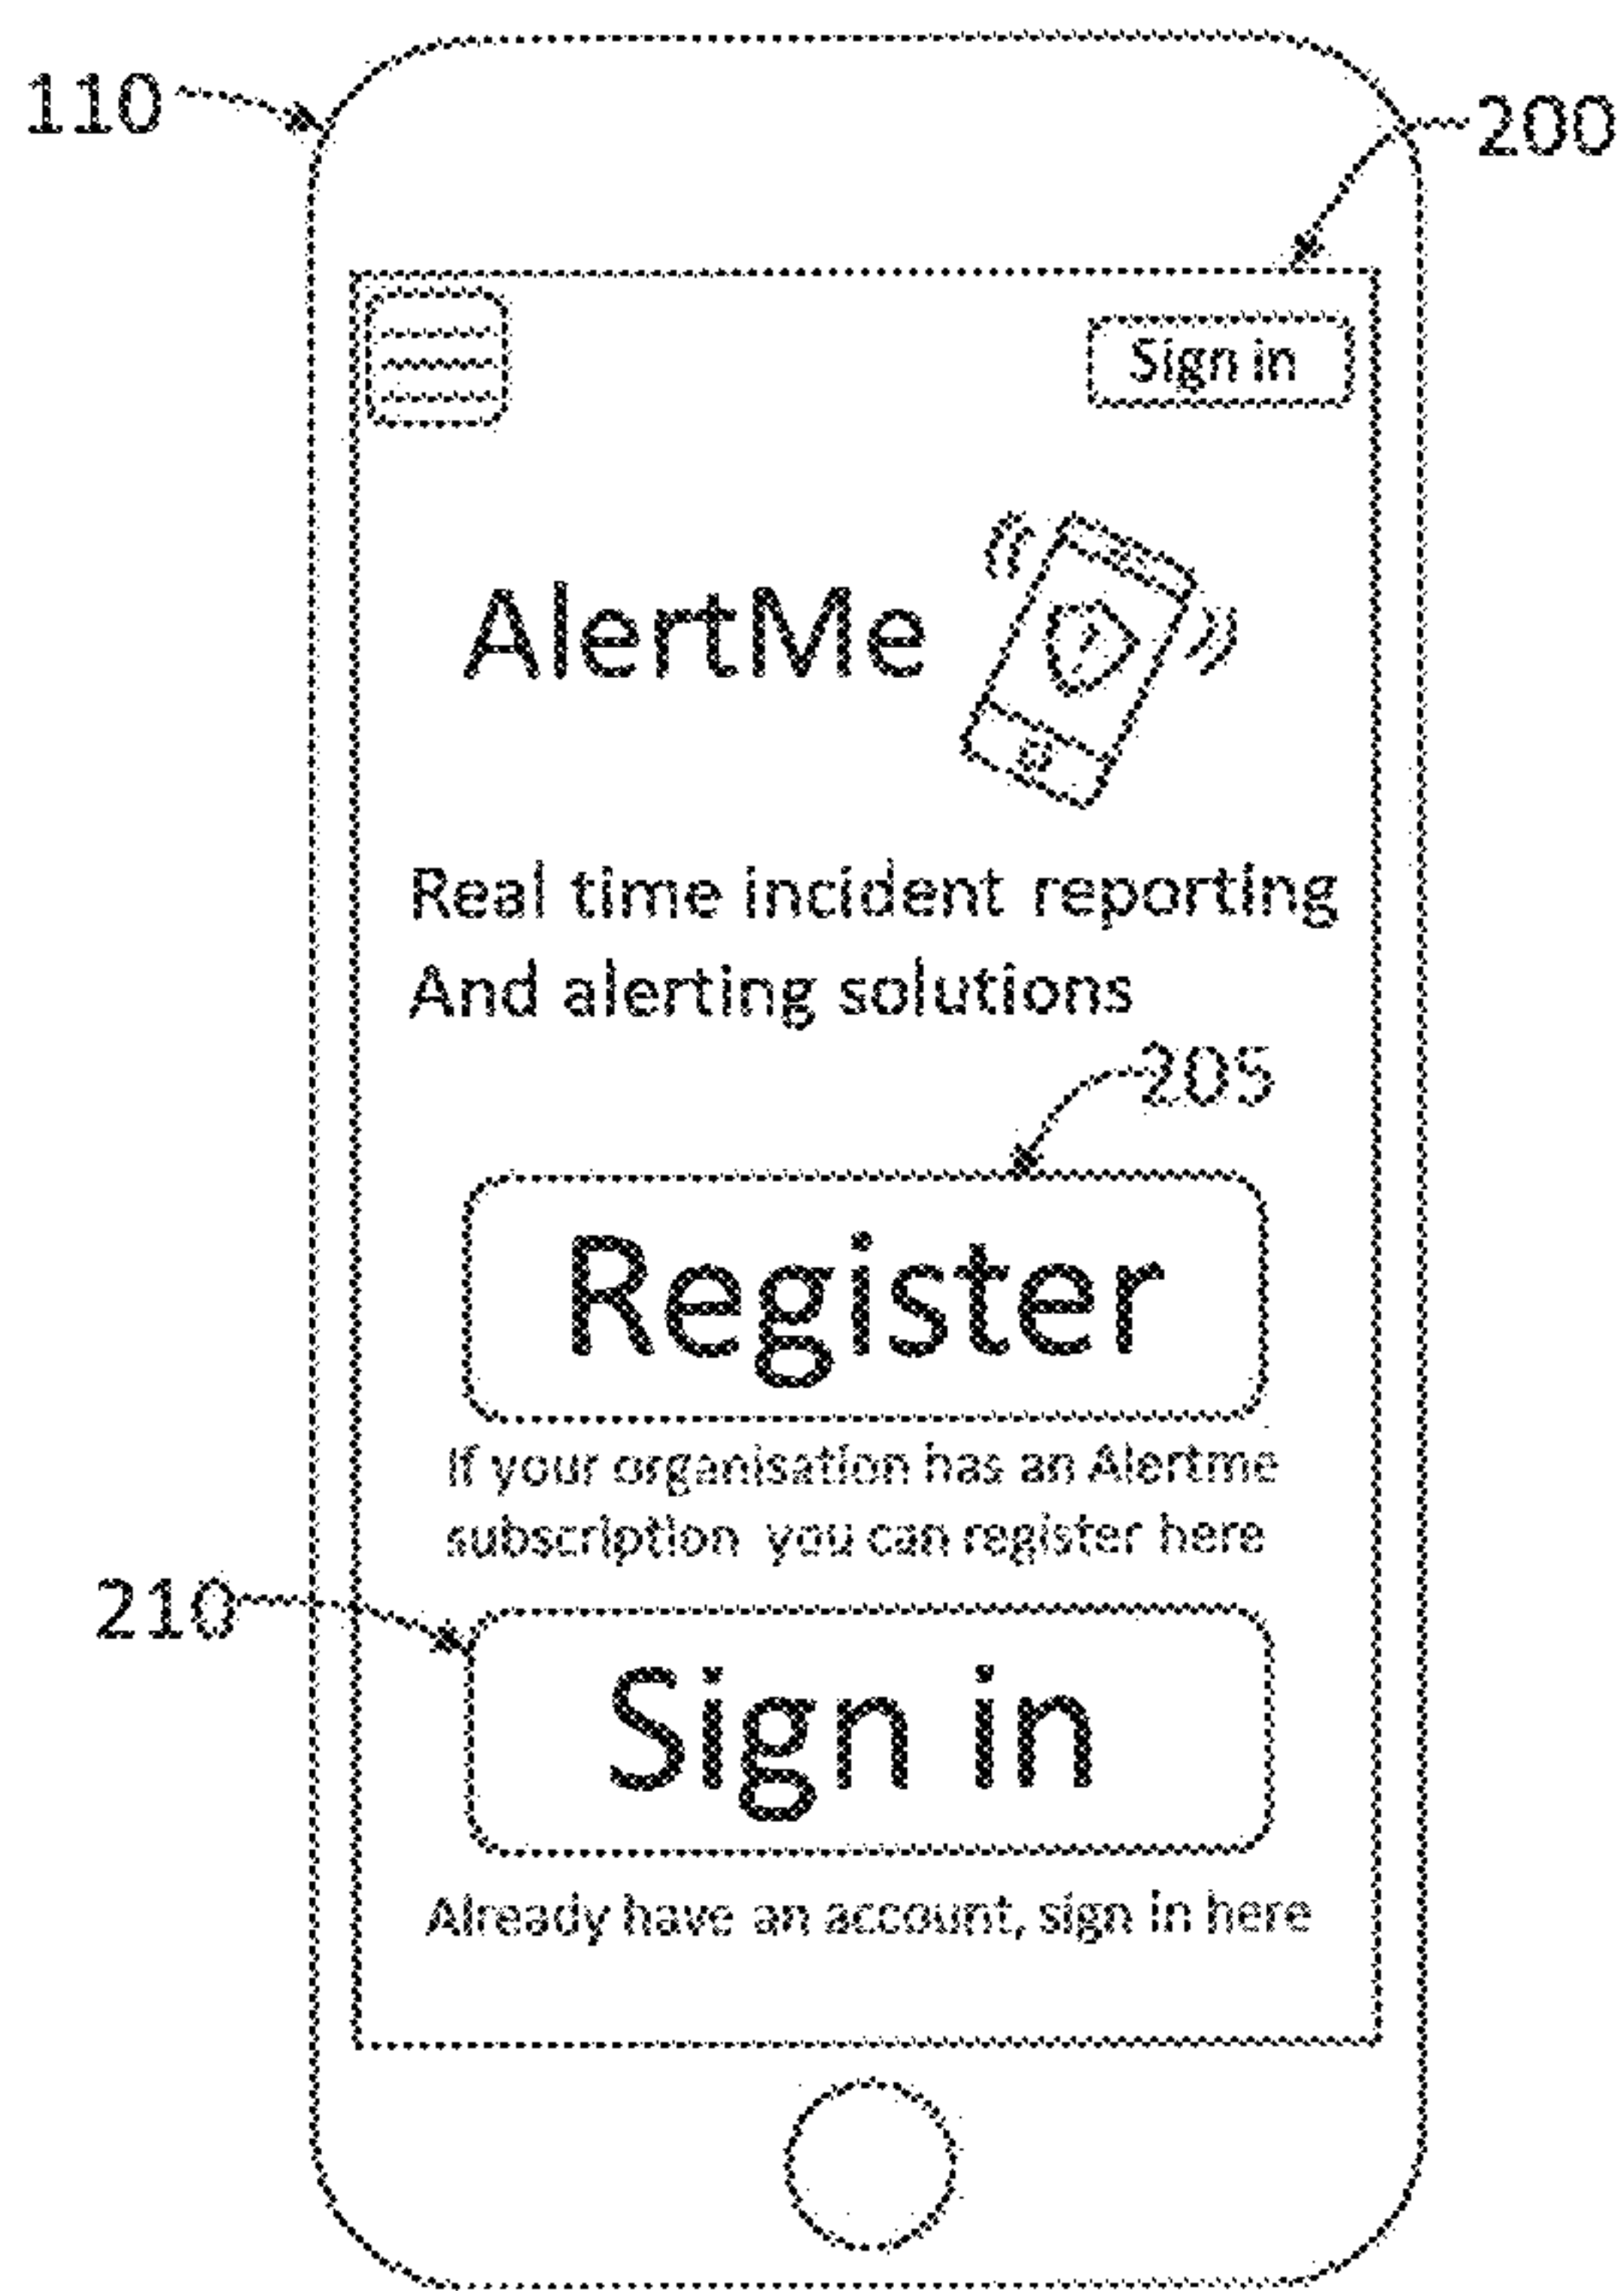 110
200
Sign in
AlertMe
Real time incident reporting
And alerting solutions
205
Register
If your organisation has an Alertme
subscription you can register here
210
Sign in
Already have an account, sign in here